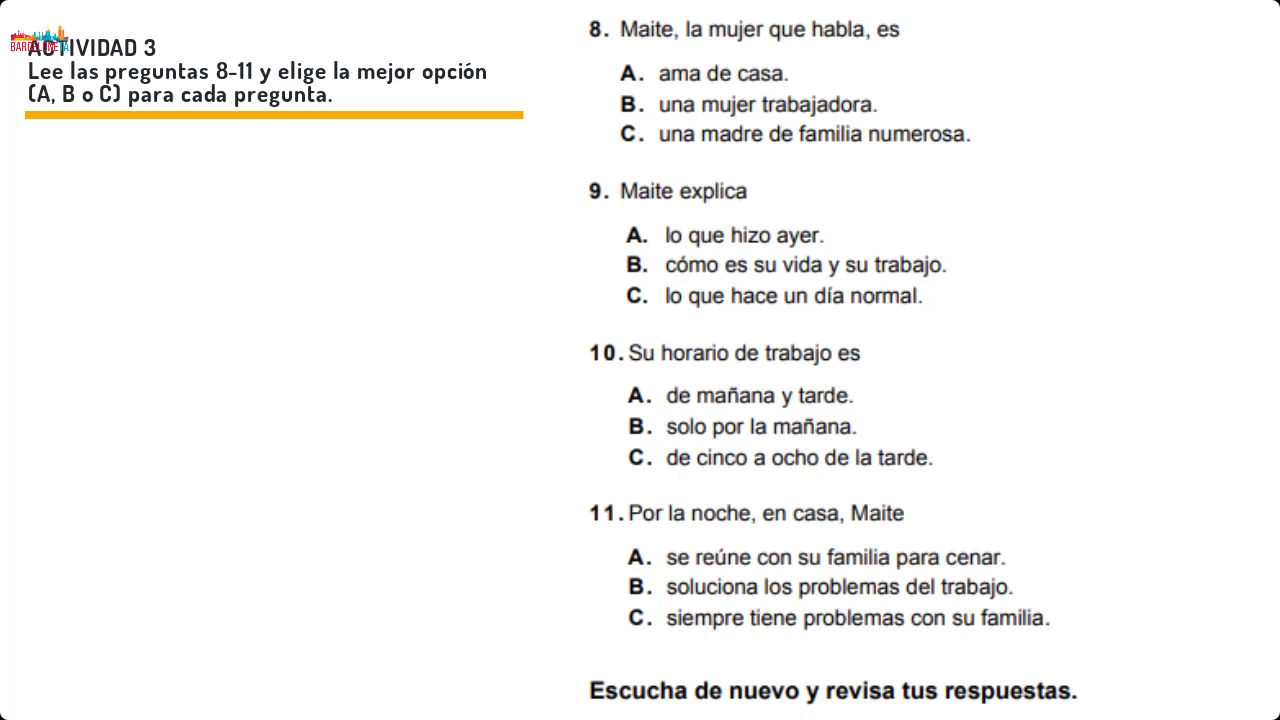 BARCELONETA
ACTIVIDAD 3
Lee las preguntas 8-11 y elige la mejor opción
(A, B o C) para cada pregunta.
8. Maite, la mujer que habla, es
A. ama de casa.
B. una mujer trabajadora.
C. una madre de familia numerosa.
9. Maite explica
A. lo que hizo ayer.
B. cómo es su vida y su trabajo.
C. lo que hace un día normal.
10. Su horario de trabajo es
A. de mañana y tarde.
B. solo por la mañana.
C. de cinco a ocho de la tarde.
11. Por la noche, en casa, Maite
A. se reúne con su familia para cenar.
B. soluciona los problemas del trabajo.
C. siempre tiene problemas con su familia.
Escucha de nuevo y revisa tus respuestas.